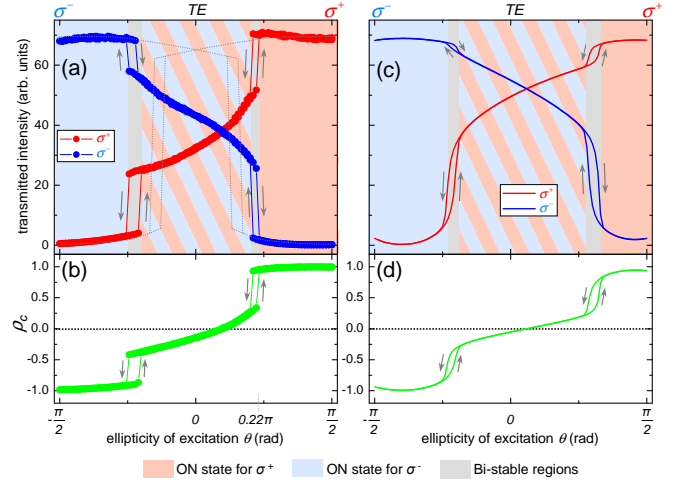 σ⁻ TE σ⁺ σ⁻ TE σ⁺
(a) (c)
transmitted intensity (arb. units)
60
40
20
0
σ⁺
σ⁻
σ⁺
σ⁻
(b) (d)
ρc
1.0
0.5
0.0
-0.5
-1.0
-π/2 0 0.22π π/2 -π/2 0 π/2
ellipticity of excitation θ (rad) ellipticity of excitation θ (rad)
ON state for σ⁺ ON state for σ⁻ Bi-stable regions